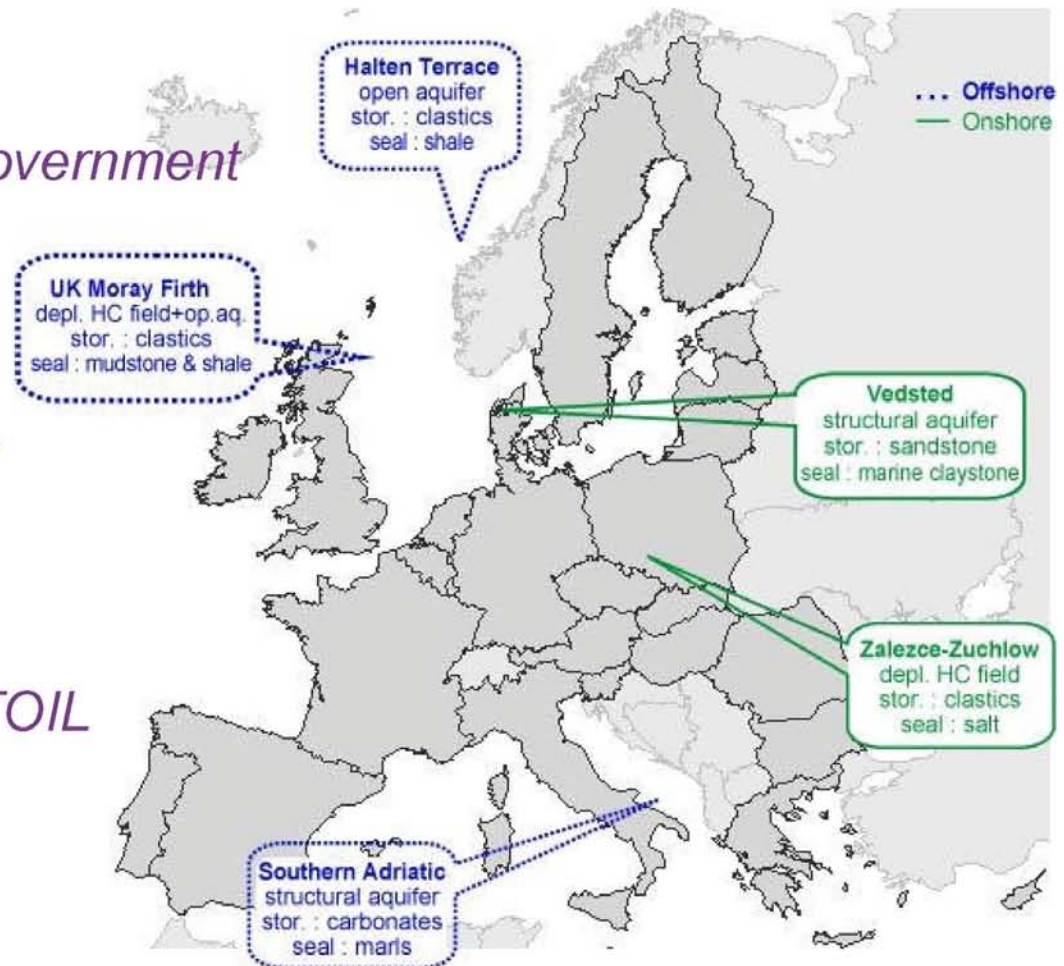 Halten Terrace
open aquifer
stor. : clastics
seal : shale
... Offshore
— Onshore
overnment
UK Moray Firth
depl. HC field+op.aq.
stor. : clastics
seal : mudstone & shale
Vedsted
structural aquifer
stor. : sandstone
seal : marine claystone
Zalezce-Zuchlow
depl. HC field
stor. : clastics
seal : salt
TOIL
Southern Adriatic
structural aquifer
stor. : carbonates
seal : marls